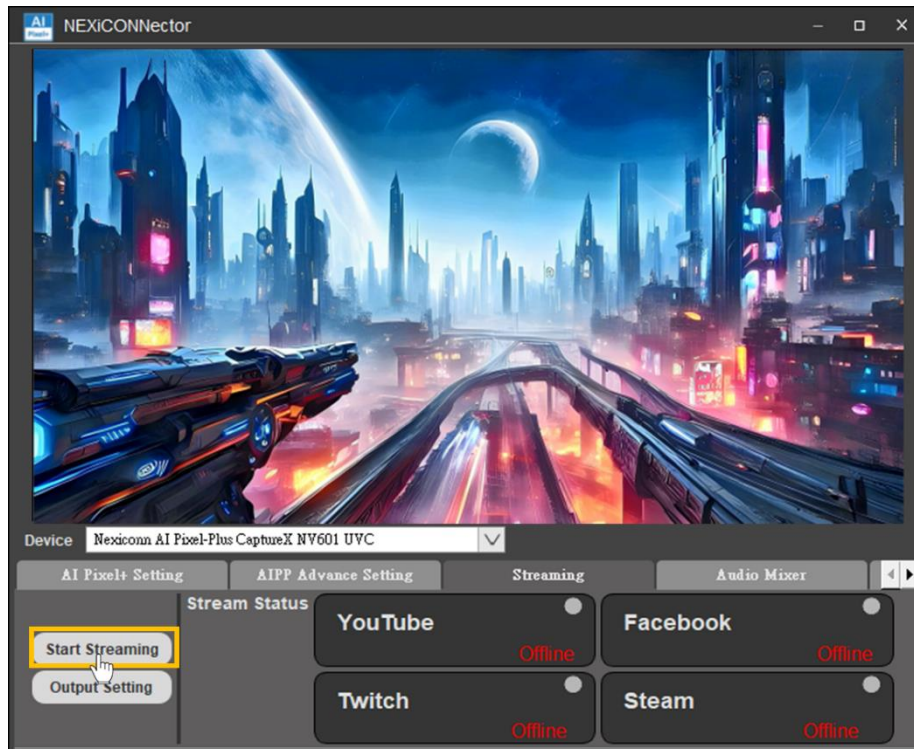 AI
Pixel+
NEXiCONNector
Device Nexiconn AI Pixel-Plus CaptureX NV601 UVC
AI Pixel+ Setting AIPP Advance Setting Streaming Audio Mixer
Stream Status
YouTube
Offline
Facebook
Offline
Start Streaming
Output Setting
Twitch
Offline
Steam
Offline